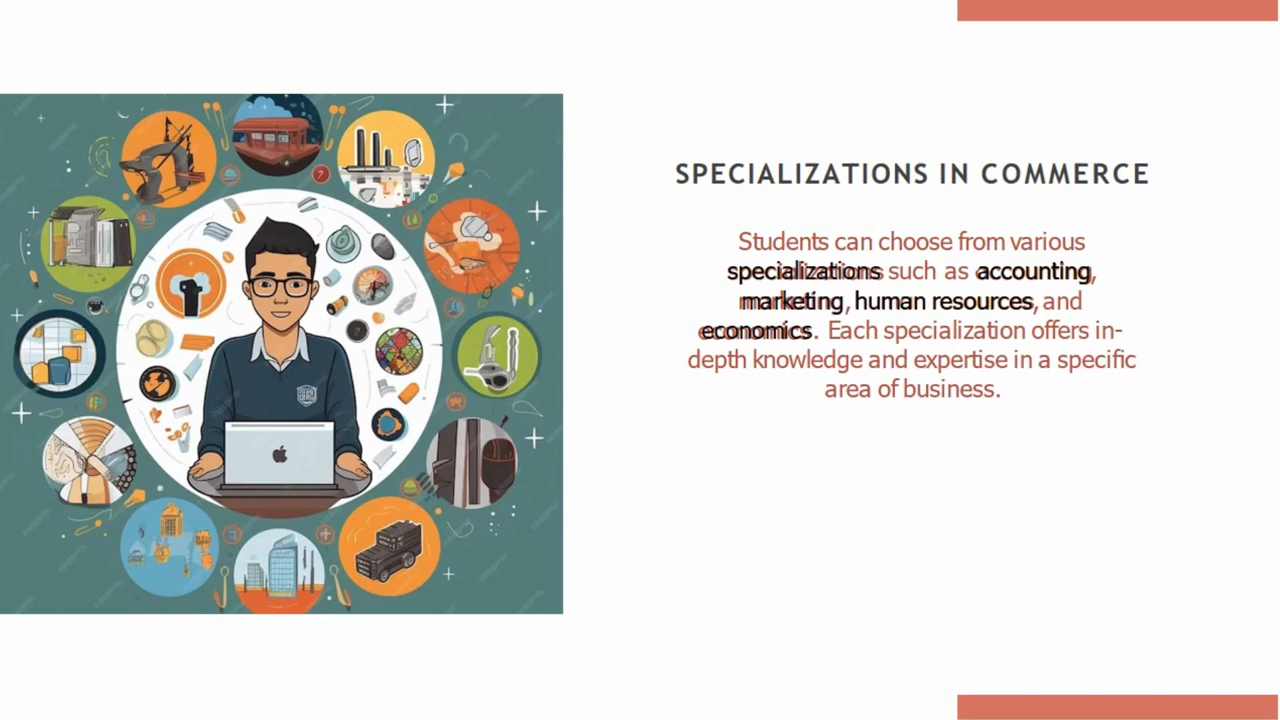 SPECIALIZATIONS IN COMMERCE
Students can choose from various
specializations such as accounting,
marketing, human resources, and
economics. Each specialization offers in-
depth knowledge and expertise in a specific
area of business.